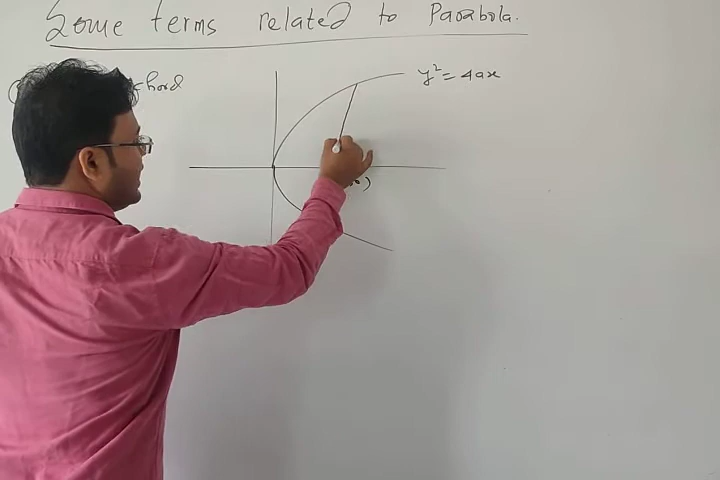 Some terms related to Parabola.
chord
y² = 4ax